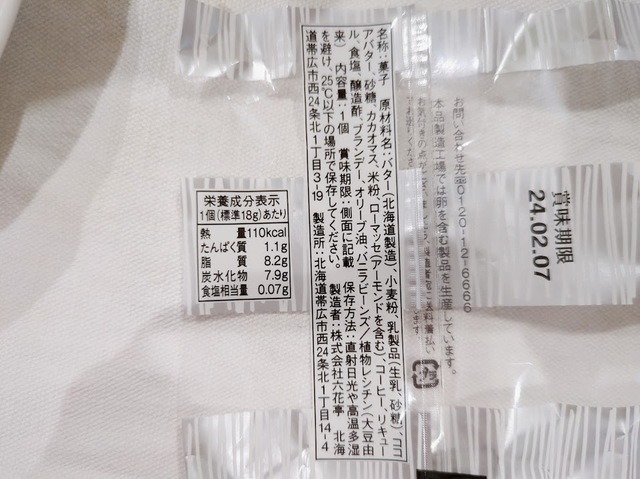 名称:菓子　原材料名:バター(北海道製造)、小麦粉、乳製品(生乳、砂糖)、ココ
アバター、砂糖、カカオマス、米粉、ローマッセ(アーモンドを含む)、コーヒー、リキュー
ル、食塩、醸造酢、ブランデー、オリーブ油、バニラビーンズ／植物レシチン(大豆由
来)　内容量:1個　賞味期限:側面に記載　保存方法:直射日光や高温多湿
を避け、25℃以下の場所で保存してください。　製造者:株式会社六花亭　北海
道帯広市西24条北1丁目3-19　製造所:北海道帯広市西24条北1丁目14-4
栄養成分表示
1個(標準18g)あたり
熱量 110kcal
たんぱく質 1.1g
脂質 8.2g
炭水化物 7.9g
食塩相当量 0.07g
お問い合わせ先 0120-12-6666
本品製造工場では卵を含む製品を生産しています。
プラ
賞味期限
24.02.07